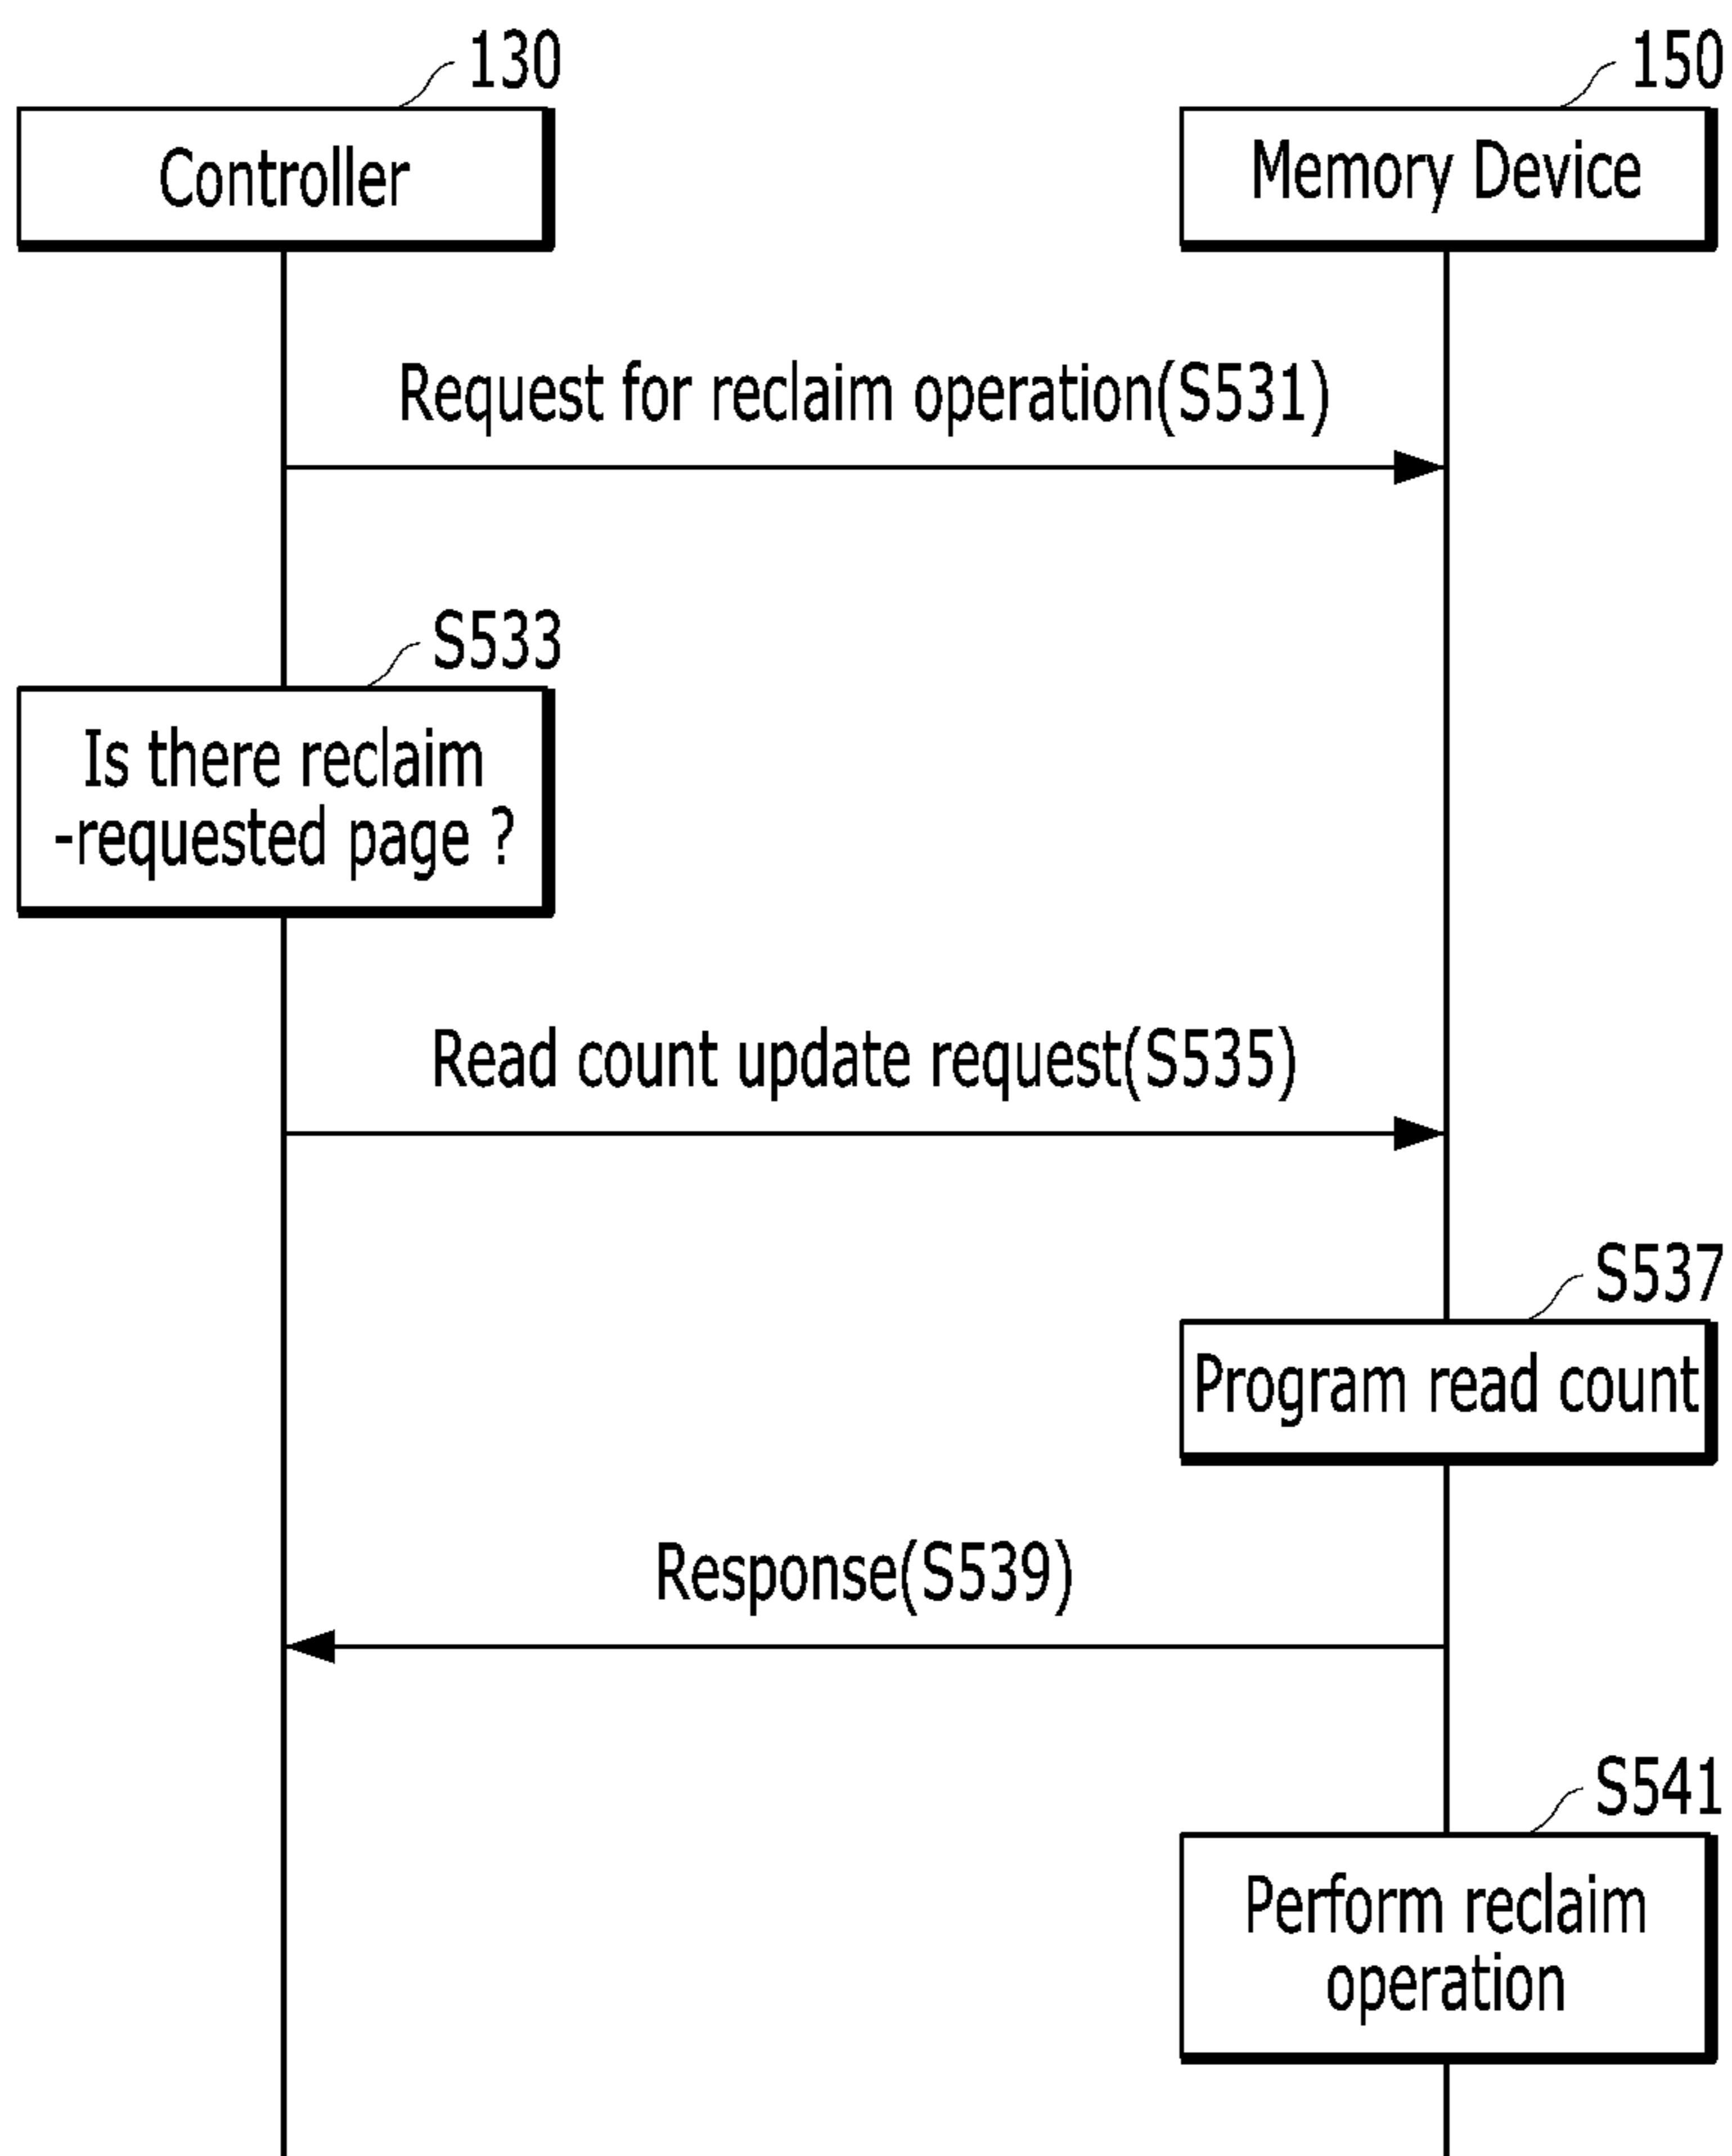 130
150
Controller
Memory Device
Request for reclaim operation(S531)
S533
Is there reclaim
-requested page ?
Read count update request(S535)
S537
Program read count
Response(S539)
S541
Perform reclaim
operation